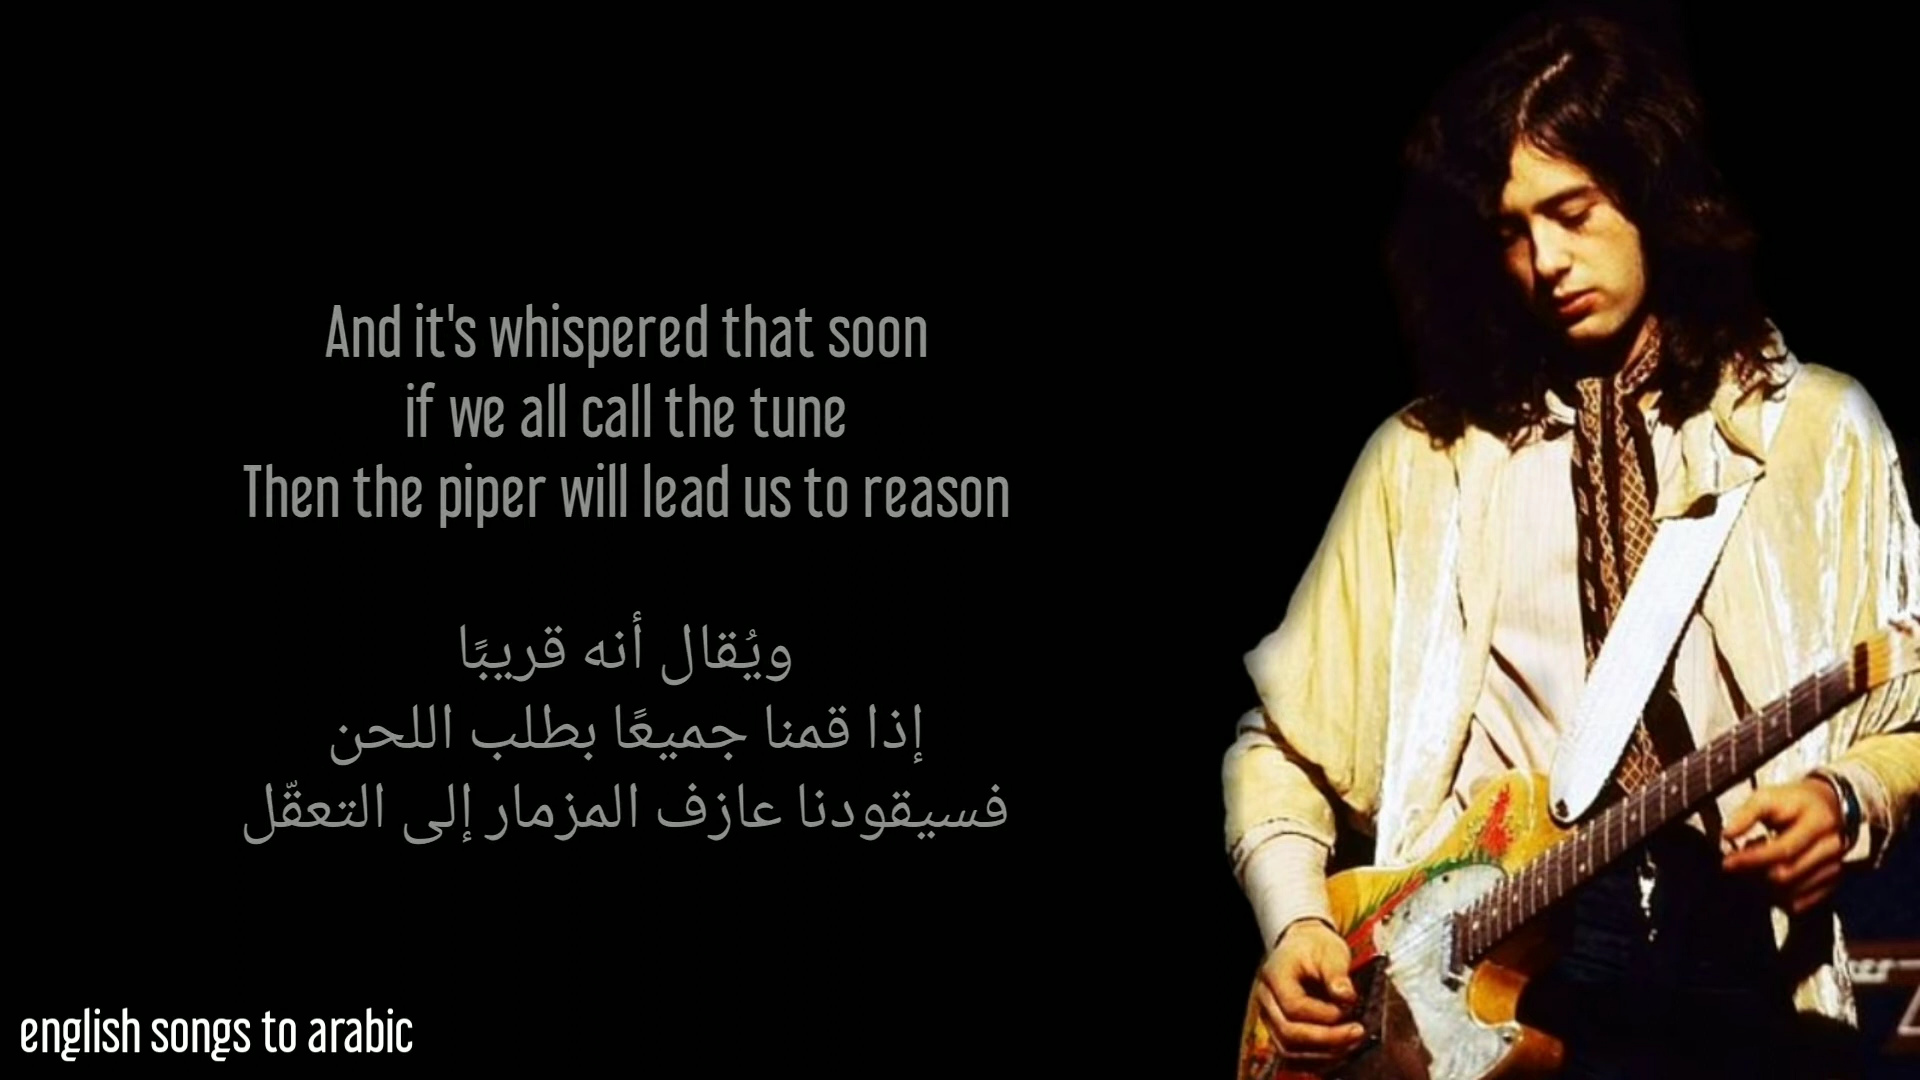 And it's whispered that soon
if we all call the tune
Then the piper will lead us to reason
ويُقال أنه قريبًا
إذا قمنا جميعًا بطلب اللحن
فسيقودنا عازف المزمار إلى التعقّل
english songs to arabic